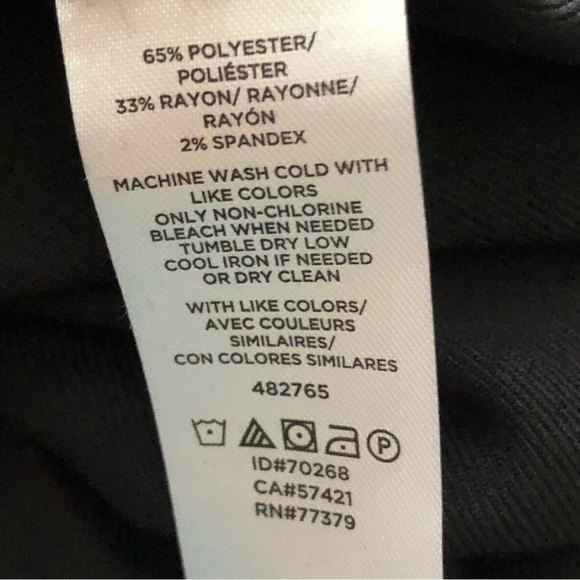 65% POLYESTER/
POLIÉSTER
33% RAYON/ RAYONNE/
RAYÓN
2% SPANDEX
MACHINE WASH COLD WITH
LIKE COLORS
ONLY NON-CHLORINE
BLEACH WHEN NEEDED
TUMBLE DRY LOW
COOL IRON IF NEEDED
OR DRY CLEAN
WITH LIKE COLORS/
AVEC COULEURS
SIMILAIRES/
CON COLORES SIMILARES
482765
P
ID#70268
CA#57421
RN#77379